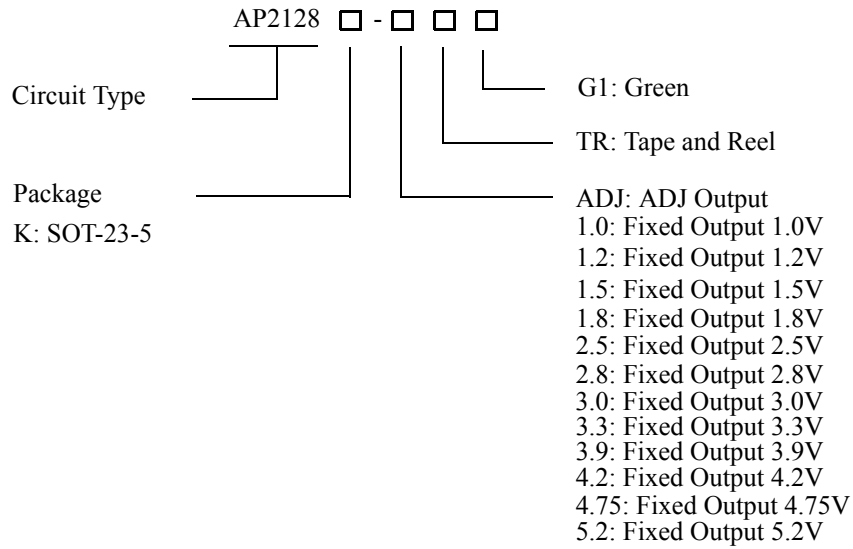 AP2128 -
Circuit Type
G1: Green
TR: Tape and Reel
Package
K: SOT-23-5
ADJ: ADJ Output
1.0: Fixed Output 1.0V
1.2: Fixed Output 1.2V
1.5: Fixed Output 1.5V
1.8: Fixed Output 1.8V
2.5: Fixed Output 2.5V
2.8: Fixed Output 2.8V
3.0: Fixed Output 3.0V
3.3: Fixed Output 3.3V
3.9: Fixed Output 3.9V
4.2: Fixed Output 4.2V
4.75: Fixed Output 4.75V
5.2: Fixed Output 5.2V